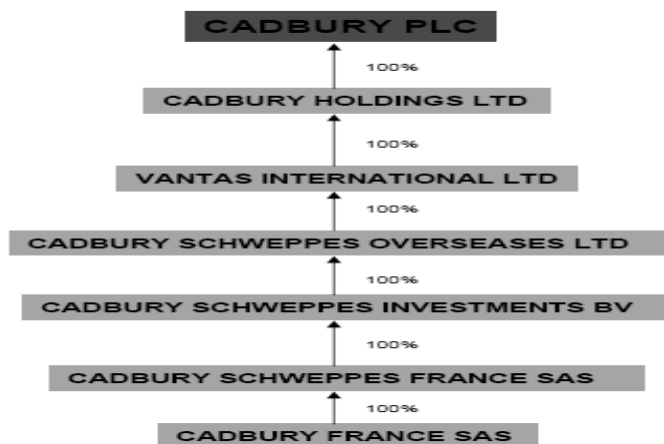 CADBURY PLC
100%
CADBURY HOLDINGS LTD
100%
VANTAS INTERNATIONAL LTD
100%
CADBURY SCHWEPPES OVERSEASES LTD
100%
CADBURY SCHWEPPES INVESTMENTS BV
100%
CADBURY SCHWEPPES FRANCE SAS
100%
CADBURY FRANCE SAS